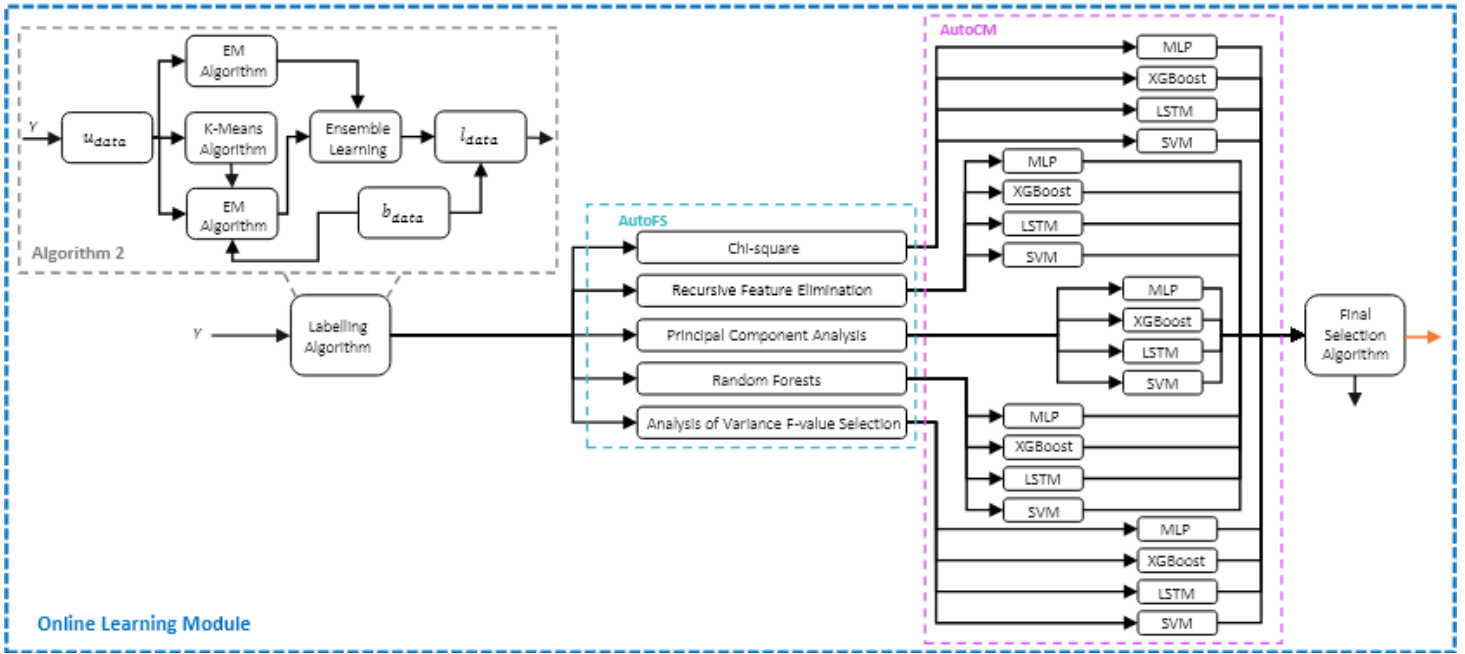 AutoCM
EM
Algorithm
Y
u_data
K-Means
Algorithm
Ensemble
Learning
l_data
EM
Algorithm
b_data
Algorithm 2
Y
Labelling
Algorithm
AutoFS
Chi-square
Recursive Feature Elimination
Principal Component Analysis
Random Forests
Analysis of Variance F-value Selection
MLP
XGBoost
LSTM
SVM
MLP
XGBoost
LSTM
SVM
MLP
XGBoost
LSTM
SVM
MLP
XGBoost
LSTM
SVM
MLP
XGBoost
LSTM
SVM
Final
Selection
Algorithm
Online Learning Module